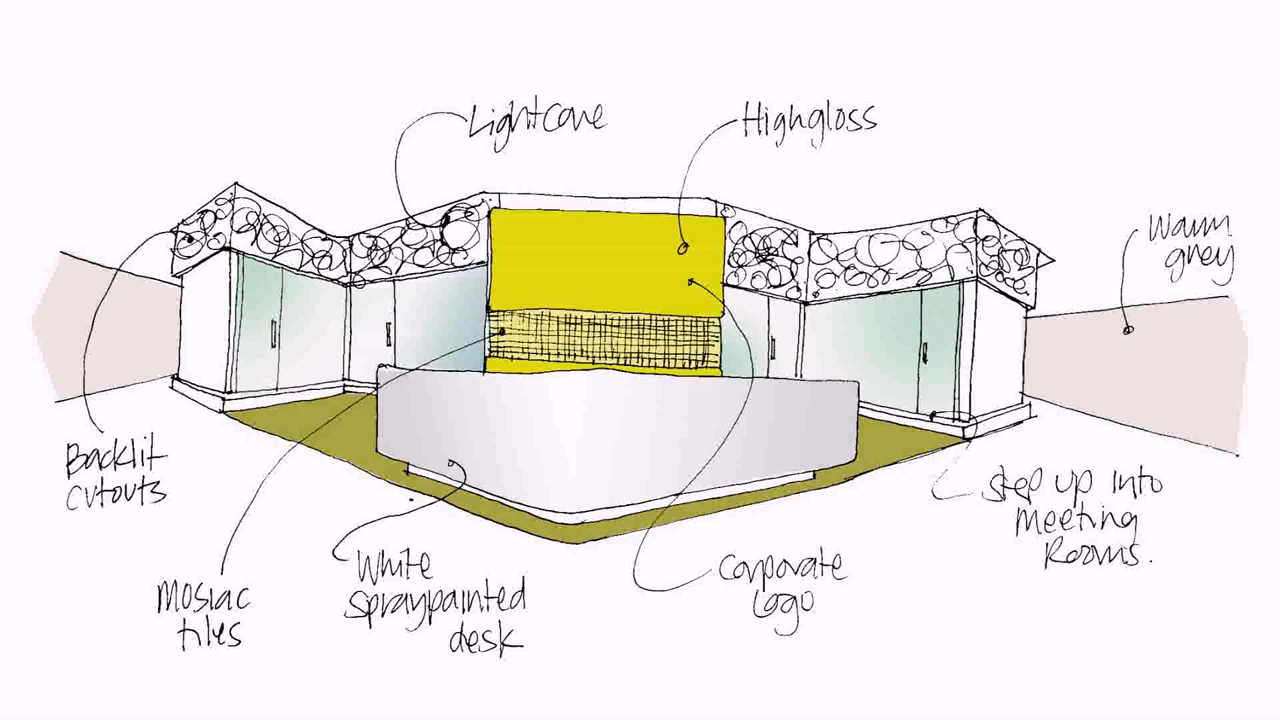 Lightcove
Highgloss
Warm
grey
Backlit
cutouts
Step up into
Meeting
Rooms.
Mosiac
tiles
White
spraypainted
desk
Corporate
Logo